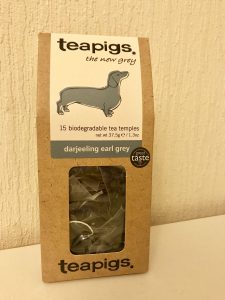 teapigs.
the new grey
15 biodegradable tea temples
net wt 37.5g ℮ / 1.3oz
darjeeling earl grey
great
taste
teapigs.